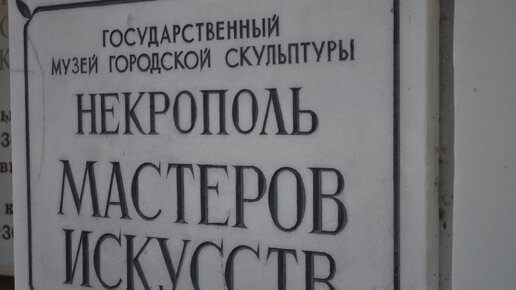 ГОСУДАРСТВЕННЫЙ
МУЗЕЙ ГОРОДСКОЙ СКУЛЬПТУРЫ
НЕКРОПОЛЬ
МАСТЕРОВ
ИСКУССТВ